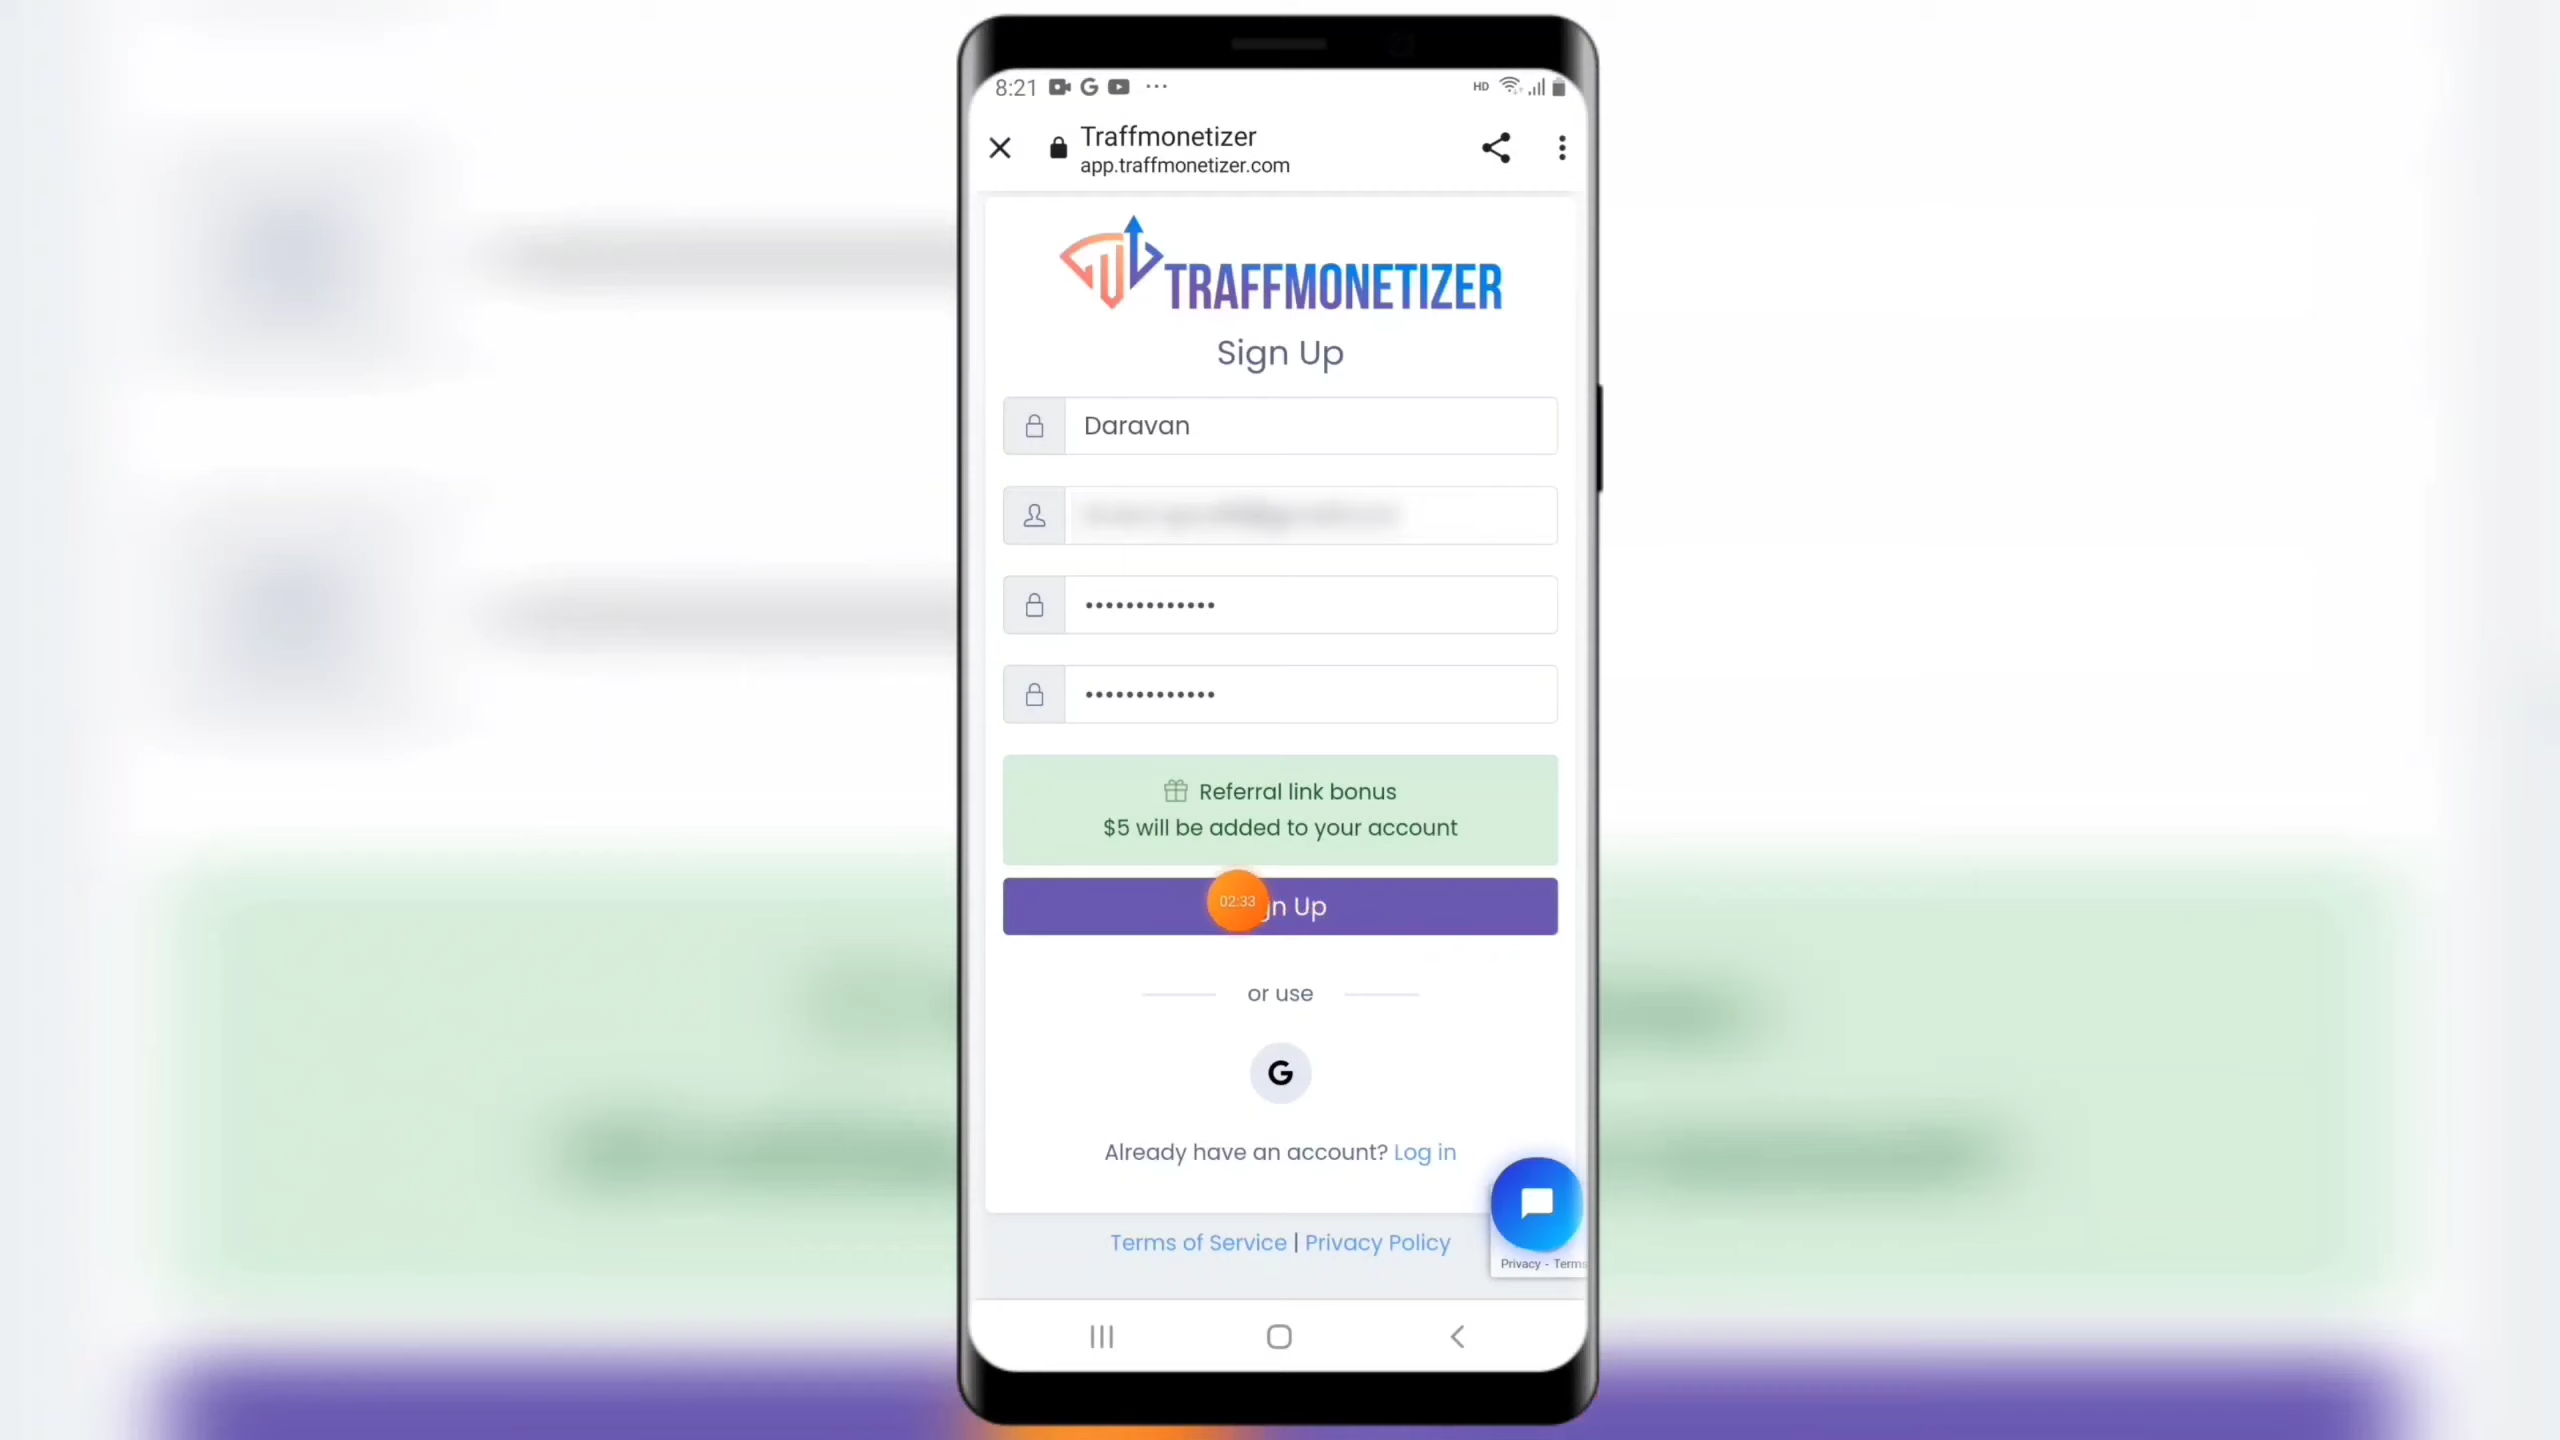 8:21
HD
Traffmonetizer
app.traffmonetizer.com
TRAFFMONETIZER
Sign Up
Daravan
•••••••••••••
•••••••••••••
Referral link bonus
$5 will be added to your account
02:33
n Up
or use
G
Already have an account? Log in
Terms of Service | Privacy Policy
Privacy - Terms